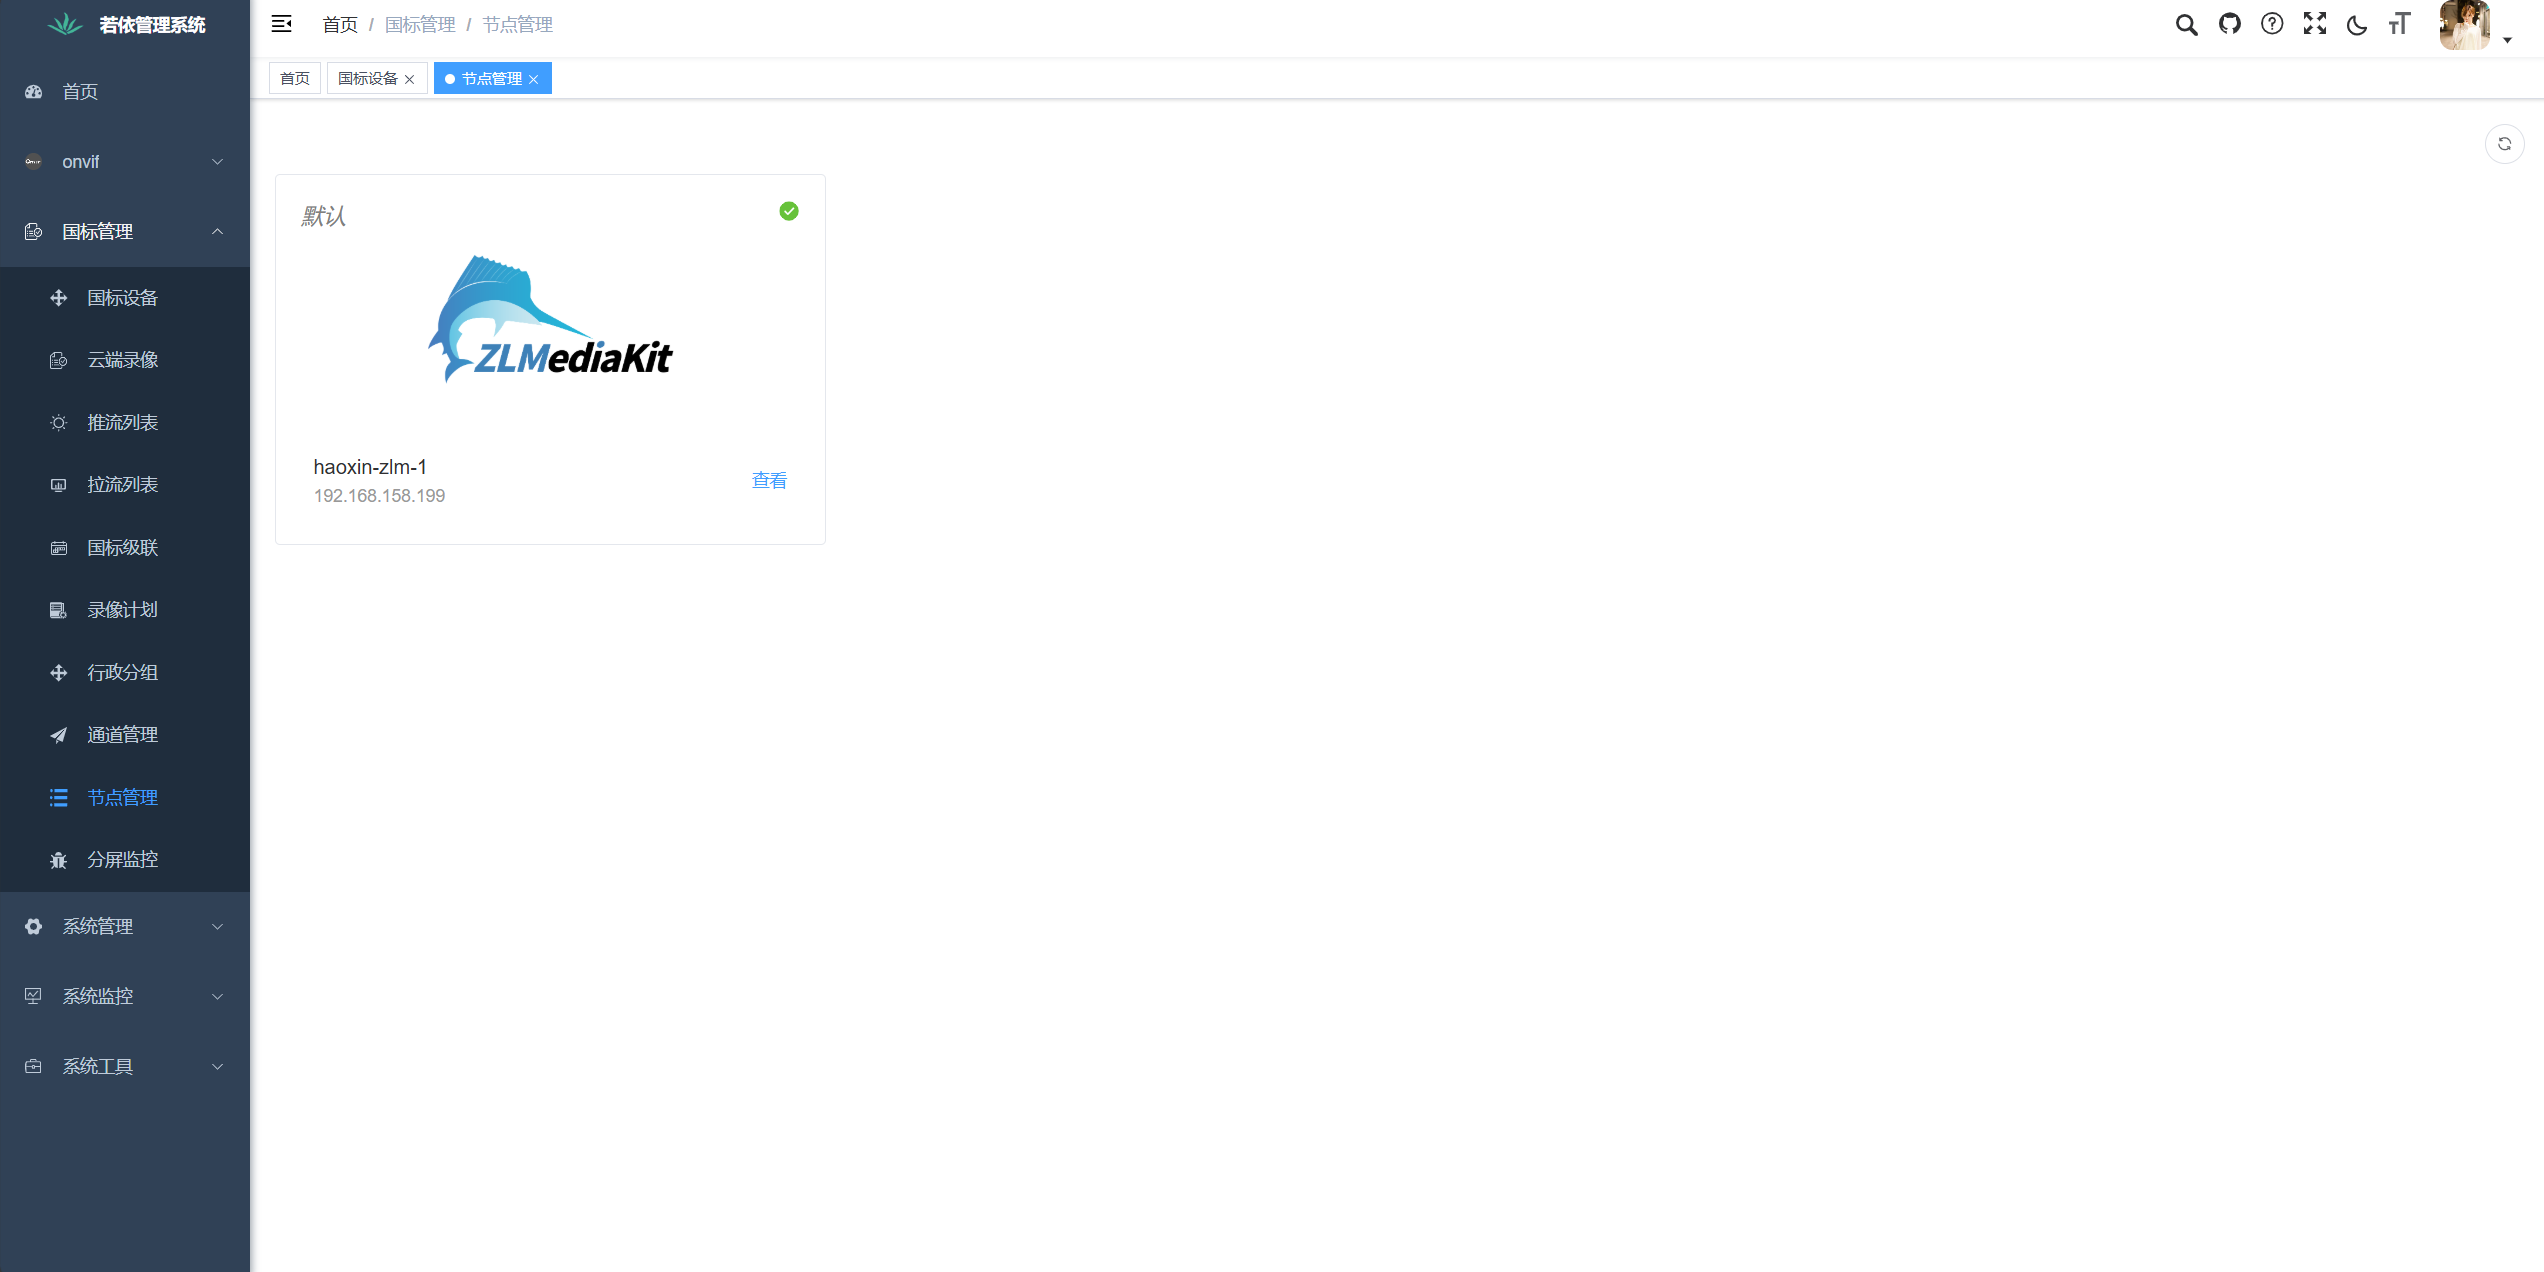 若依管理系统
首页 / 国标管理 / 节点管理
首页
国标设备
节点管理
首页
onvif
国标管理
国标设备
云端录像
推流列表
拉流列表
国标级联
录像计划
行政分组
通道管理
节点管理
分屏监控
系统管理
系统监控
系统工具
默认
ZLMediaKit
haoxin-zlm-1
192.168.158.199
查看